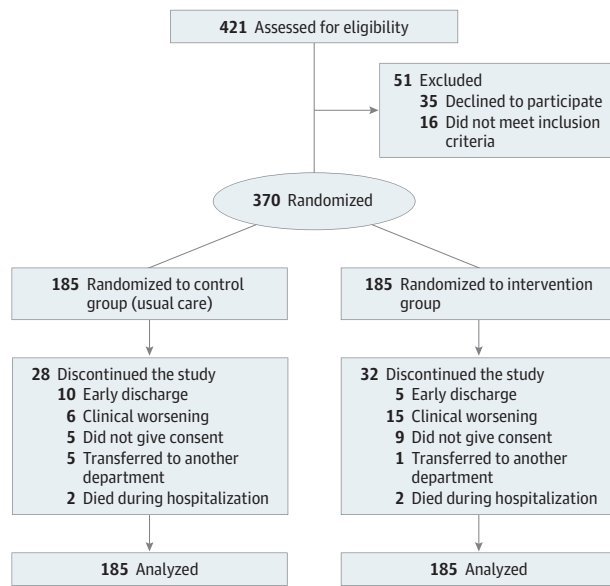 421 Assessed for eligibility
51 Excluded
35 Declined to participate
16 Did not meet inclusion
criteria
370 Randomized
185 Randomized to control
group (usual care)
185 Randomized to intervention
group
28 Discontinued the study
10 Early discharge
6 Clinical worsening
5 Did not give consent
5 Transferred to another
department
2 Died during hospitalization
32 Discontinued the study
5 Early discharge
15 Clinical worsening
9 Did not give consent
1 Transferred to another
department
2 Died during hospitalization
185 Analyzed
185 Analyzed